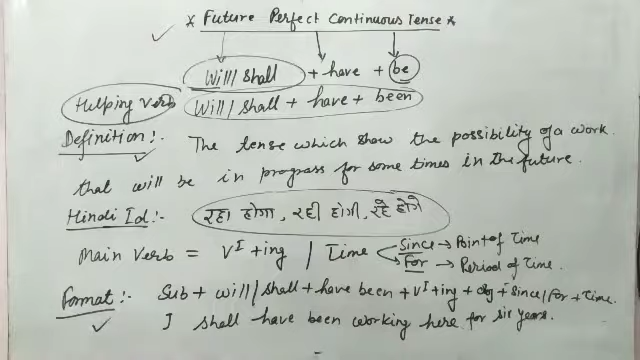 * Future Perfect Continuous Tense *
Will/shall + have + be
Helping Verb Will/shall + have + been
Definition:- The tense which show the possibility of a work
that will be in progress for some times in the future.
Hindi Id:- रहा होगा, रही होगी, रहे होंगे
Main Verb = V^I + ing / Time Since → Point of Time
For → Period of Time.
Format:- Sub + will/shall + have been + V^I + ing + obj + since/for + time.
I shall have been working here for six years.